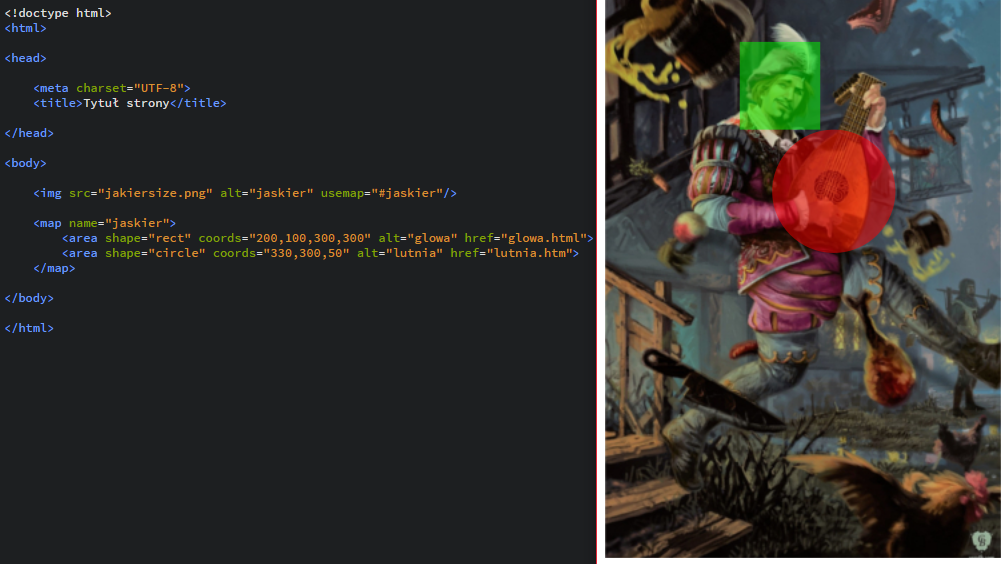 <!doctype html>
<html>
<head>
<meta charset="UTF-8">
<title>Tytuł strony</title>
</head>
<body>
<img src="jakiersize.png" alt="jaskier" usemap="#jaskier"/>
<map name="jaskier">
<area shape="rect" coords="200,100,300,300" alt="glowa" href="glowa.html">
<area shape="circle" coords="330,300,50" alt="lutnia" href="lutnia.htm">
</map>
</body>
</html>